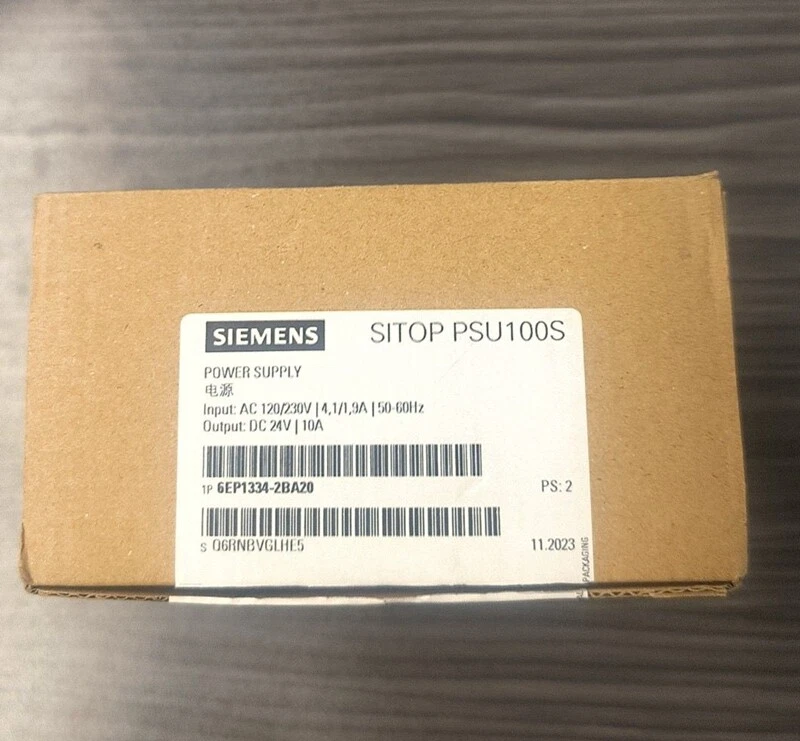 SIEMENS
SITOP PSU100S
POWER SUPPLY
电源
Input: AC 120/230V | 4,1/1,9A | 50-60Hz
Output: DC 24V | 10A
1P 6EP1334-2BA20
PS: 2
S Q6RNBVGLHE5
11.2023
PACKAGING